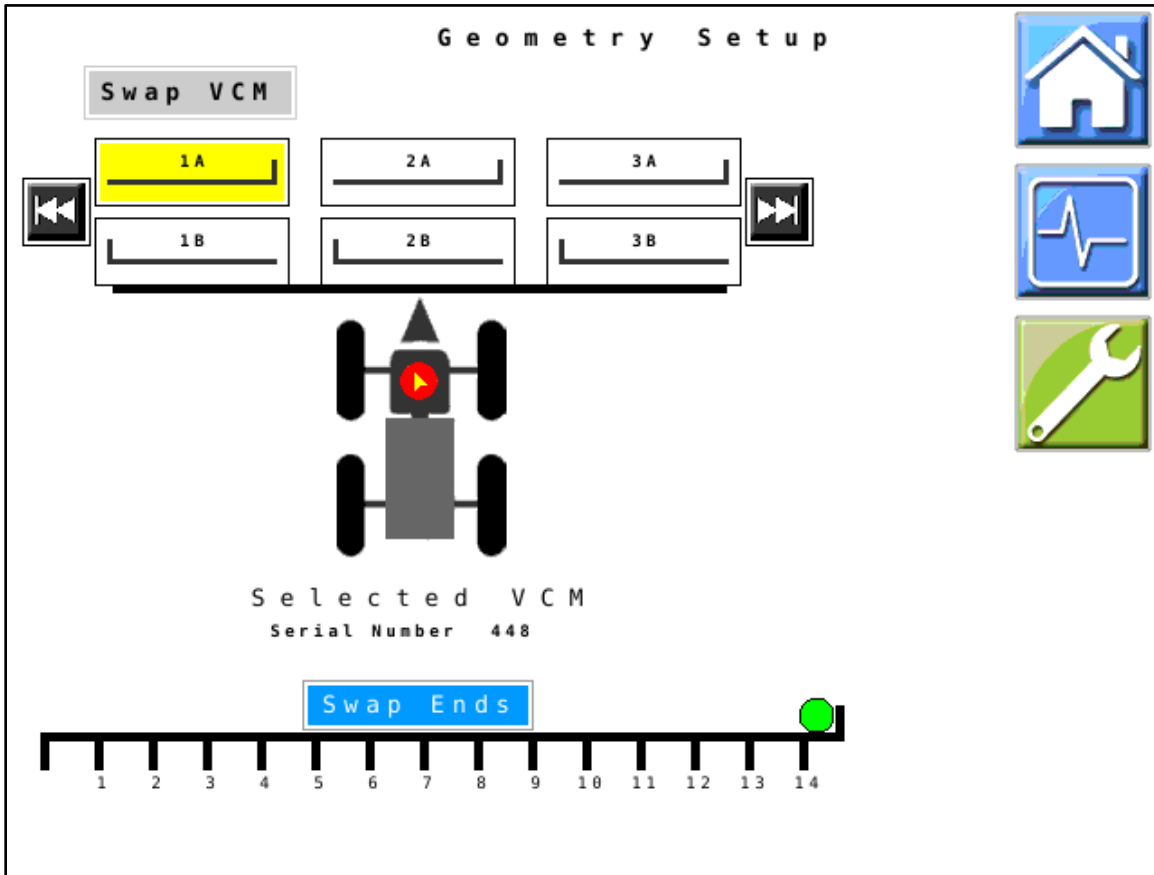 Geometry Setup
Swap VCM
1A 2A 3A
1B 2B 3B
Selected VCM
Serial Number 448
Swap Ends
1 2 3 4 5 6 7 8 9 10 11 12 13 14